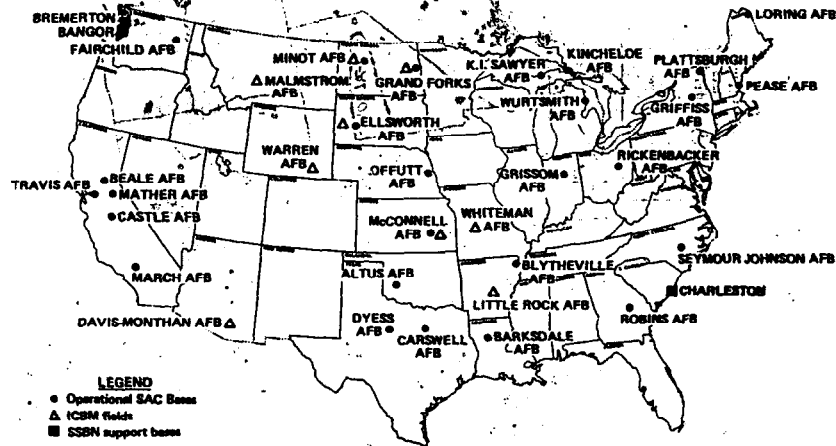 BREMERTON
BANGOR
FAIRCHILD AFB
LORING AFB
MINOT AFB
MALMSTROM
AFB
GRAND FORKS
AFB
K.I. SAWYER
AFB
KINCHELOE
AFB
PLATTSBURGH
AFB
PEASE AFB
WURTSMITH
AFB
GRIFFISS
AFB
ELLSWORTH
AFB
WARREN
AFB
OFFUTT
AFB
GRISSOM
AFB
RICKENBACKER
AFB
TRAVIS AFB
BEALE AFB
MATHER AFB
CASTLE AFB
McCONNELL
AFB
WHITEMAN
AFB
SEYMOUR JOHNSON AFB
MARCH AFB
ALTUS AFB
BLYTHEVILLE
AFB
CHARLESTON
LITTLE ROCK AFB
ROBINS AFB
DAVIS-MONTHAN AFB
DYESS
AFB
CARSWELL
AFB
BARKSDALE
AFB
LEGEND
Operational SAC Bases
ICBM fields
SSBN support bases